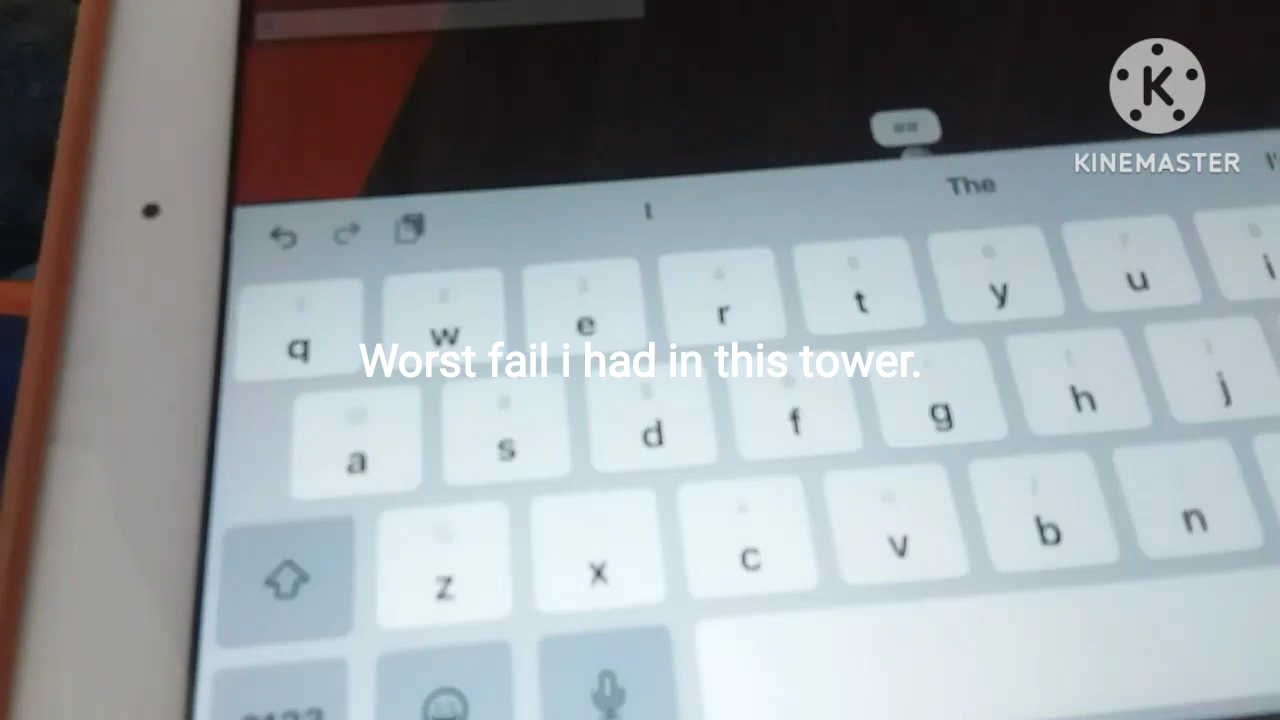 KINEMASTER
I The
q w e r t y u i
Worst fail i had in this tower.
a s d f g h j
z x c v b n